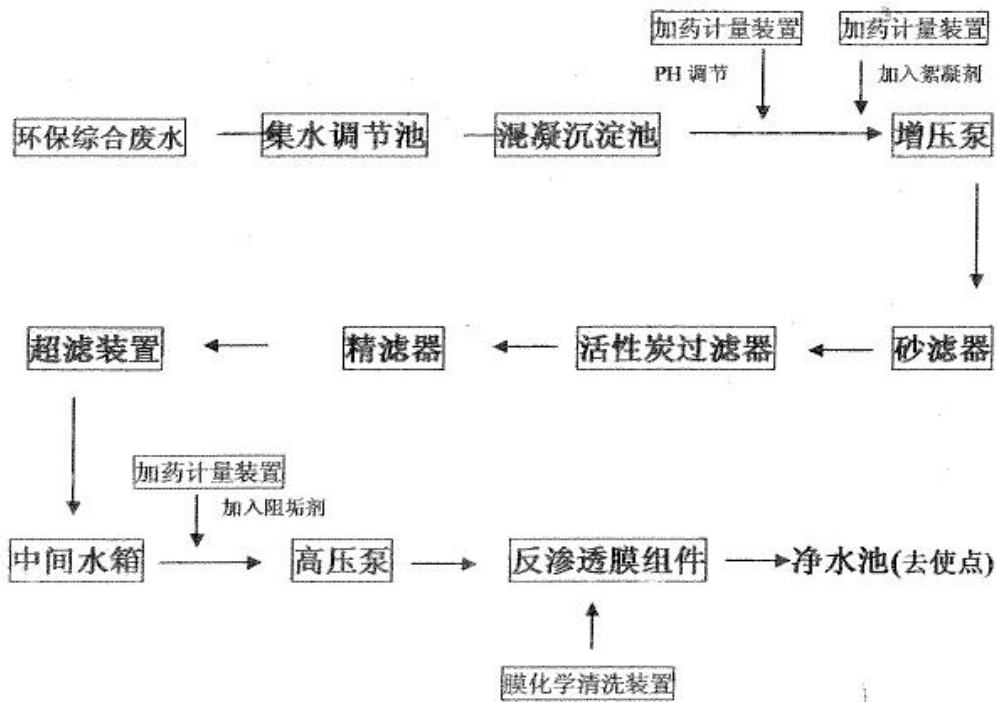 加药计量装置 加药计量装置
PH 调节 加入絮凝剂
环保综合废水 集水调节池 混凝沉淀池 增压泵
超滤装置 精滤器 活性炭过滤器 砂滤器
加药计量装置
加入阻垢剂
中间水箱 高压泵 反渗透膜组件 净水池(去使点)
膜化学清洗装置